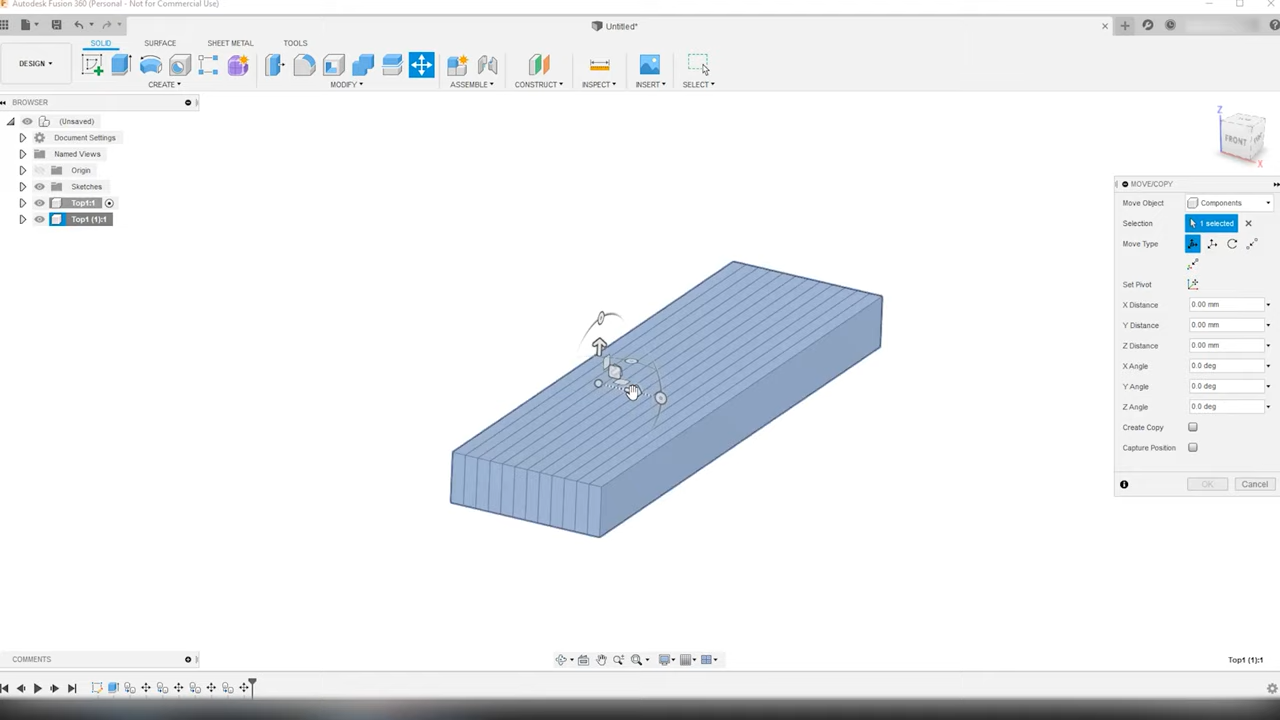 Autodesk Fusion 360 (Personal - Not for Commercial Use)
Untitled*
DESIGN
SOLID SURFACE SHEET METAL TOOLS
CREATE MODIFY ASSEMBLE CONSTRUCT INSPECT INSERT SELECT
BROWSER
(Unsaved)
Document Settings
Named Views
Origin
Sketches
Top1:1
Top1 (1):1
Z
FRONT
X
MOVE/COPY
Move Object Components
Selection 1 selected
Move Type
Set Pivot
X Distance 0.00 mm
Y Distance 0.00 mm
Z Distance 0.00 mm
X Angle 0.0 deg
Y Angle 0.0 deg
Z Angle 0.0 deg
Create Copy
Capture Position
OK Cancel
COMMENTS
Top1 (1):1